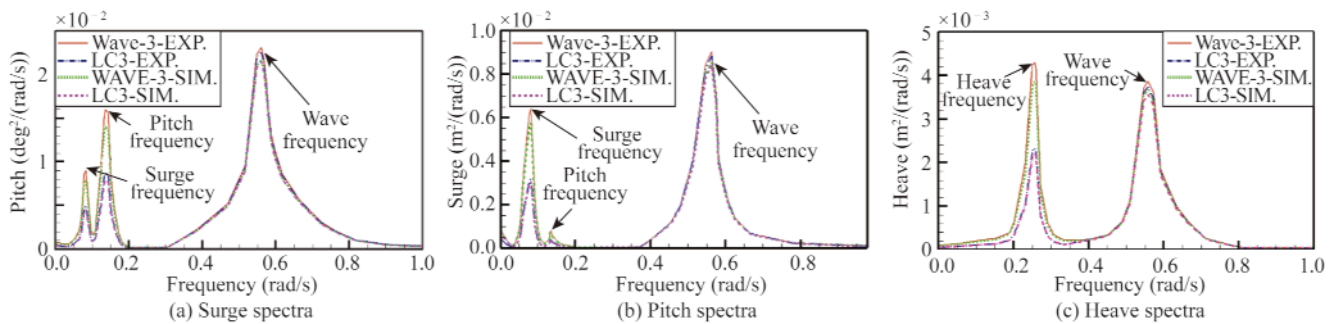 ×10⁻²
Pitch (deg²/(rad/s))
2
1
0
Wave-3-EXP.
LC3-EXP.
WAVE-3-SIM.
LC3-SIM.
Pitch
frequency
Surge
frequency
Wave
frequency
0.0 0.2 0.4 0.6 0.8 1.0
Frequency (rad/s)
(a) Surge spectra
×10⁻²
Surge (m²/(rad/s))
1.0
0.8
0.6
0.4
0.2
0.0
Wave-3-EXP.
LC3-EXP.
WAVE-3-SIM.
LC3-SIM.
Surge
frequency
Pitch
frequency
Wave
frequency
0.0 0.2 0.4 0.6 0.8
Frequency (rad/s)
(b) Pitch spectra
×10⁻³
Heave (m²/(rad/s))
5
4
3
2
1
0
Heave
frequency
Wave
frequency
Wave-3-EXP.
LC3-EXP.
WAVE-3-SIM.
LC3-SIM.
0.0 0.2 0.4 0.6 0.8 1.0
Frequency (rad/s)
(c) Heave spectra